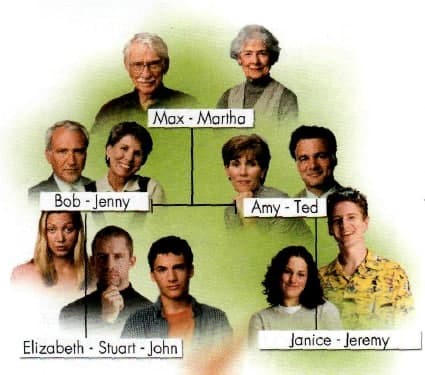 Max - Martha
Bob - Jenny
Amy - Ted
Elizabeth - Stuart - John
Janice - Jeremy